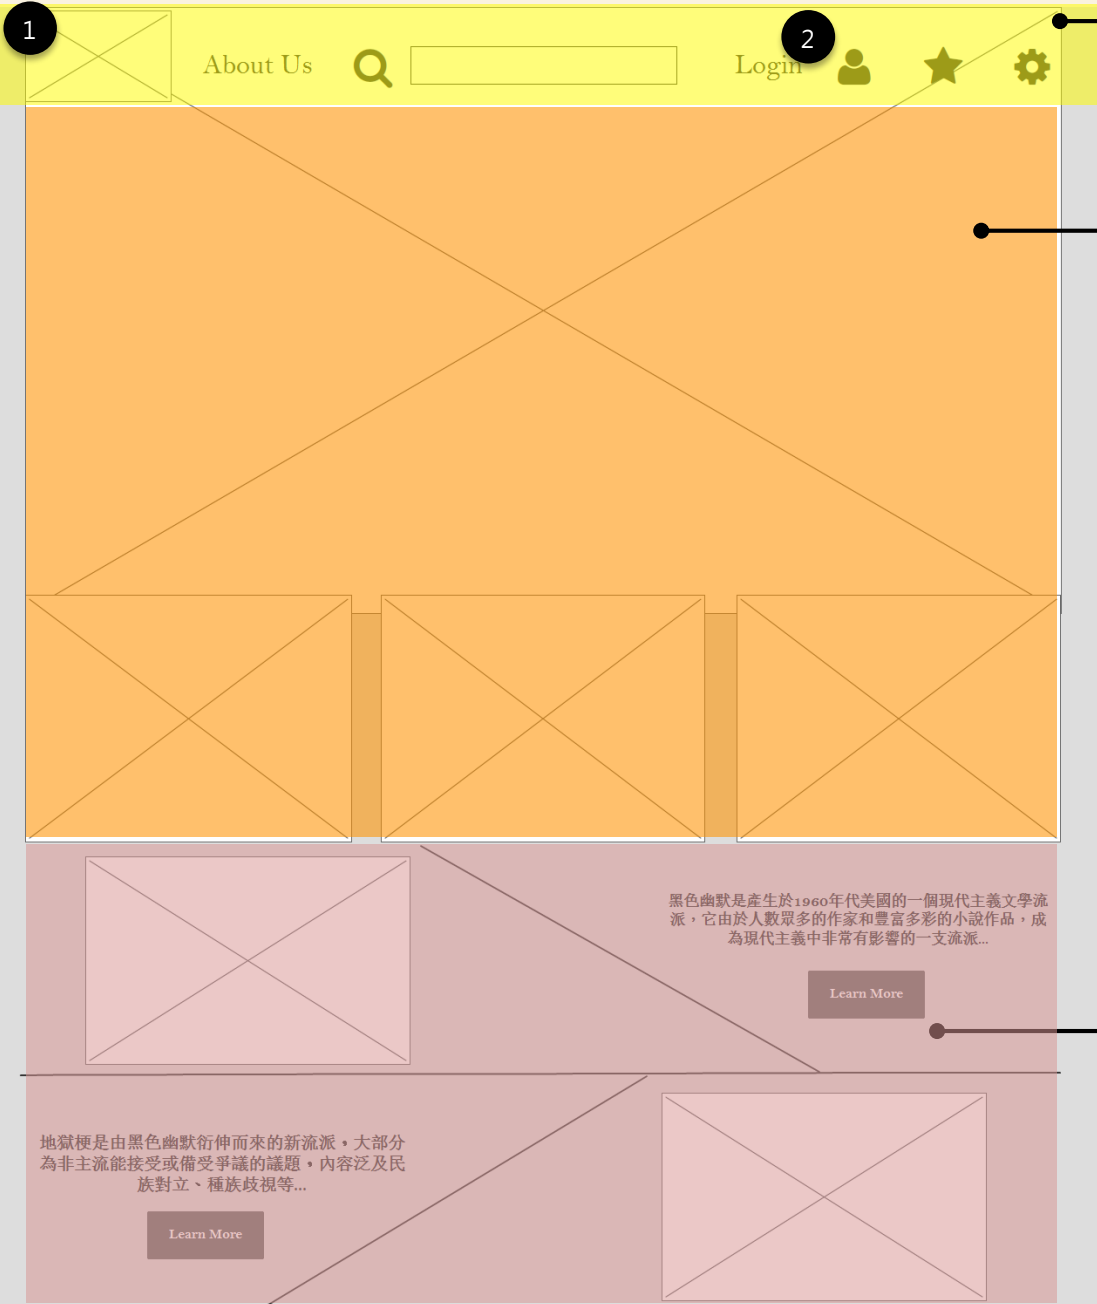 1
About Us
Login
2
黑色幽默是產生於1960年代美國的一個現代主義文學流
派，它由於人數眾多的作家和豐富多彩的小說作品，成
為現代主義中非常有影響的一支流派...
Learn More
地獄梗是由黑色幽默衍伸而來的新流派，大部分
為非主流能接受或備受爭議的議題，內容泛及民
族對立、種族歧視等...
Learn More